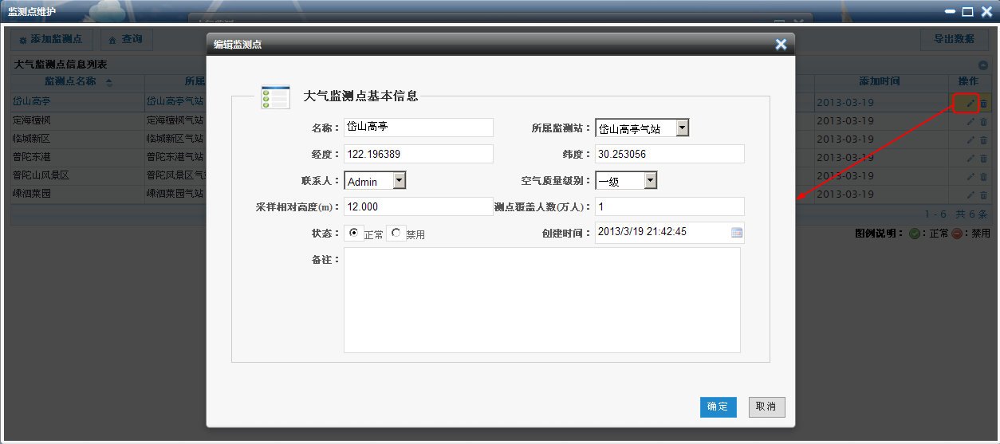 监测点维护
添加监测点 查询 导出数据
大气监测点信息列表
监测点名称 所属 添加时间 操作
岱山高亭 岱山高亭气站 2013-03-19
定海檀枫 定海檀枫气站 2013-03-19
临城新区 临城新区气站 2013-03-19
普陀东港 普陀东港气站 2013-03-19
普陀山风景区 普陀风景区气 2013-03-19
嵊泗菜园 嵊泗菜园气站 2013-03-19
1 - 6 共 6 条
图例说明： ：正常 ：禁用
编辑监测点
大气监测点基本信息
名称： 岱山高亭 所属监测站： 岱山高亭气站
经度： 122.196389 纬度： 30.253056
联系人： Admin 空气质量级别： 一级
采样相对高度(m)： 12.000 测点覆盖人数(万人)： 1
状态： 正常 禁用 创建时间： 2013/3/19 21:42:45
备注：
确定 取消